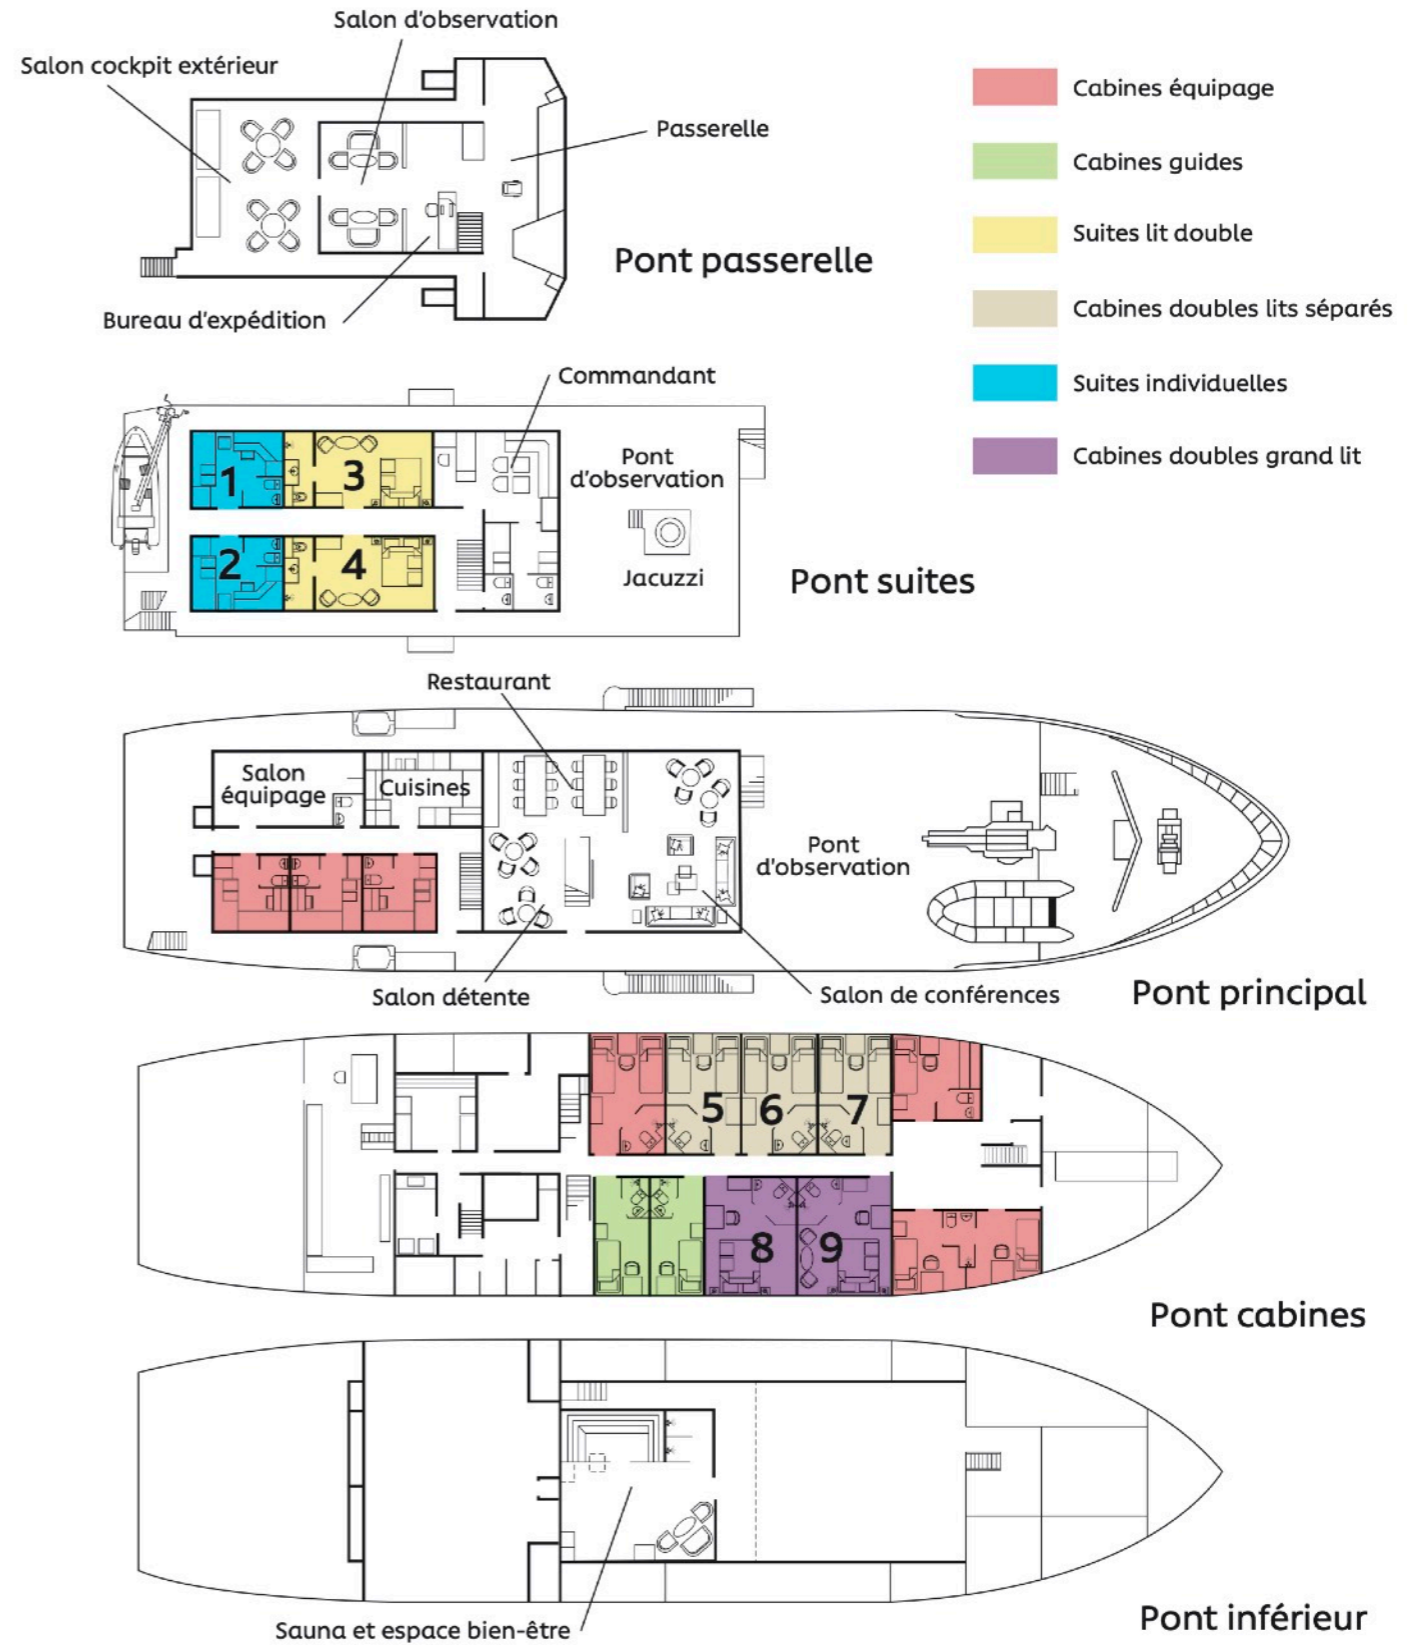 Salon d'observation
Salon cockpit extérieur
Passerelle
Pont passerelle
Bureau d'expédition
Cabines équipage
Cabines guides
Suites lit double
Cabines doubles lits séparés
Suites individuelles
Cabines doubles grand lit
Commandant
1
3
2
4
Pont
d'observation
Jacuzzi
Pont suites
Restaurant
Salon
équipage
Cuisines
Pont
d'observation
Salon détente
Salon de conférences
Pont principal
5
6
7
8
9
Pont cabines
Sauna et espace bien-être
Pont inférieur